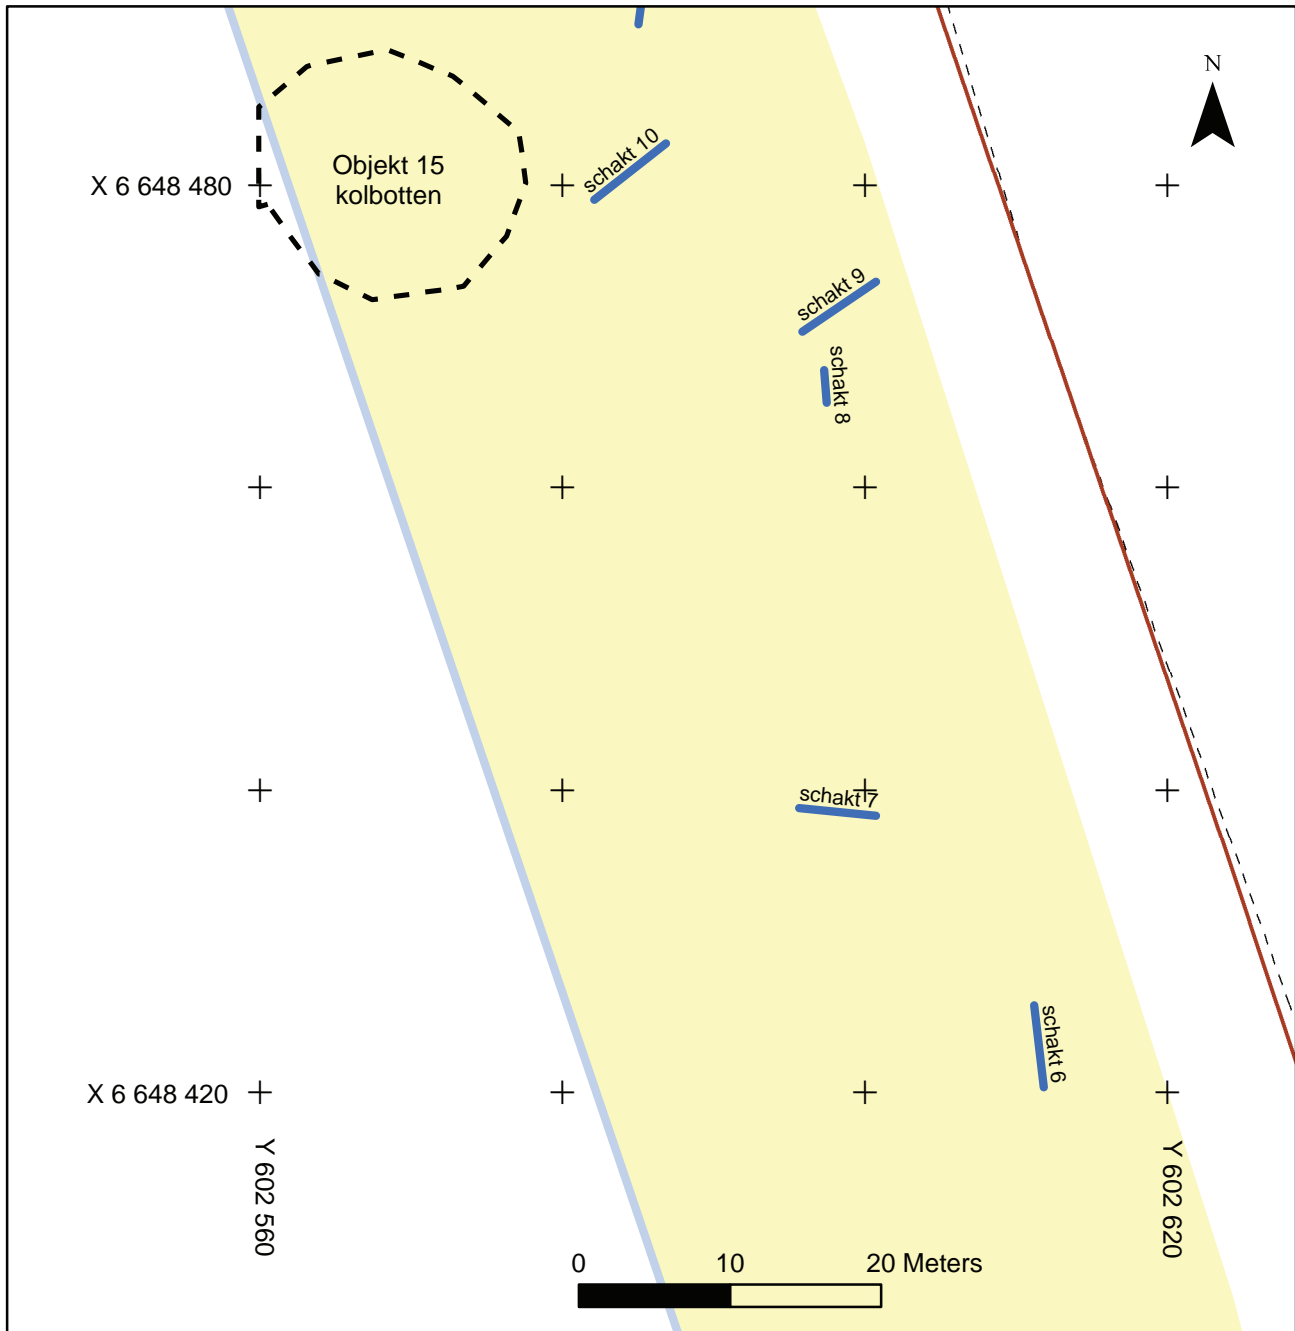 N
schakt 10
Objekt 15
kolbotten
X 6 648 480
schakt 9
schakt 8
schakt 7
schakt 6
X 6 648 420
Y 602 560
Y 602 620
0 10 20 Meters